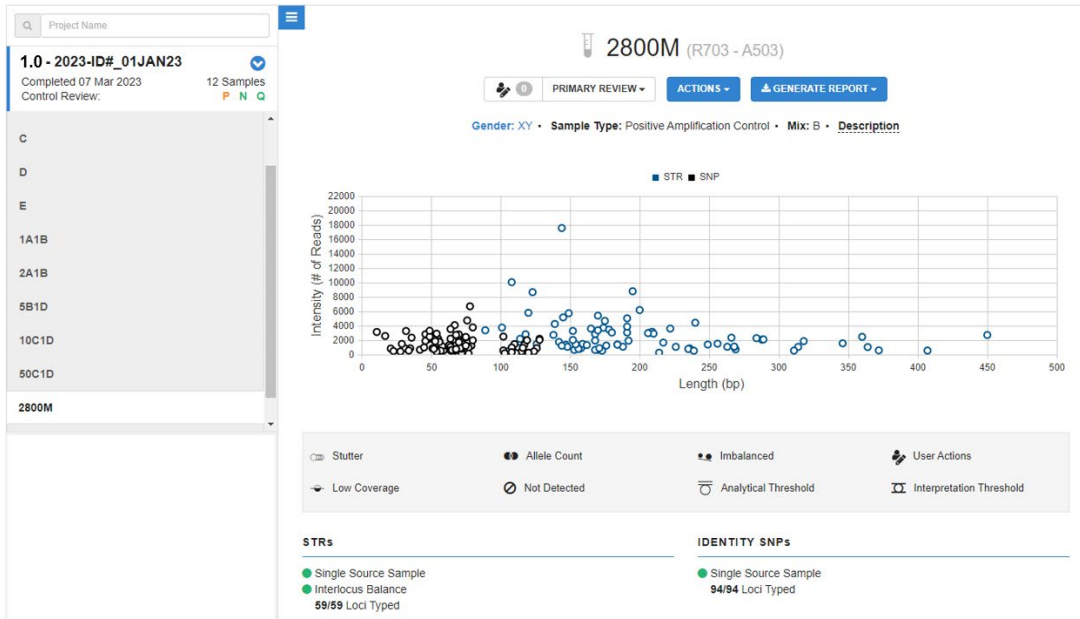 Project Name
1.0 - 2023-ID#_01JAN23
Completed 07 Mar 2023 12 Samples
Control Review: P N Q
C
D
E
1A1B
2A1B
5B1D
10C1D
50C1D
2800M
2800M (R703 - A503)
0 PRIMARY REVIEW ACTIONS GENERATE REPORT
Gender: XY • Sample Type: Positive Amplification Control • Mix: B • Description
STR SNP
Intensity (# of Reads)
22000
20000
18000
16000
14000
12000
10000
8000
6000
4000
2000
0
0 50 100 150 200 250 300 350 400 450 500
Length (bp)
Stutter Allele Count Imbalanced User Actions
Low Coverage Not Detected Analytical Threshold Interpretation Threshold
STRs
Single Source Sample
Interlocus Balance
59/59 Loci Typed
IDENTITY SNPs
Single Source Sample
94/94 Loci Typed